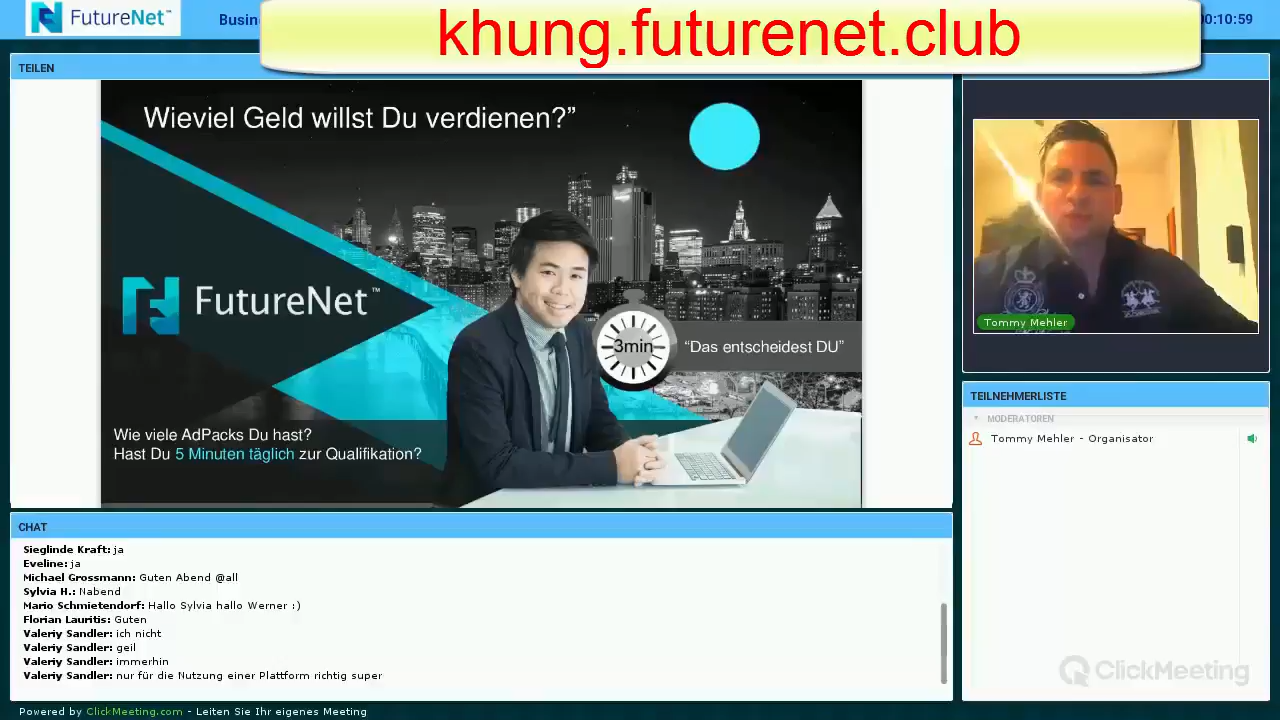 FutureNet™
khung.futurenet.club
00:10:59
TEILEN
Wieviel Geld willst Du verdienen?”
FutureNet™
3min
“Das entscheidest DU”
Wie viele AdPacks Du hast?
Hast Du 5 Minuten täglich zur Qualifikation?
Tommy Mehler
TEILNEHMERLISTE
MODERATOREN
Tommy Mehler - Organisator
CHAT
Sieglinde Kraft: ja
Eveline: ja
Michael Grossmann: Guten Abend @all
Sylvia H.: Nabend
Mario Schmietendorf: Hallo Sylvia hallo Werner :)
Florian Lauritis: Guten
Valeriy Sandler: ich nicht
Valeriy Sandler: geil
Valeriy Sandler: immerhin
Valeriy Sandler: nur für die Nutzung einer Plattform richtig super
ClickMeeting
Powered by ClickMeeting.com - Leiten Sie Ihr eigenes Meeting